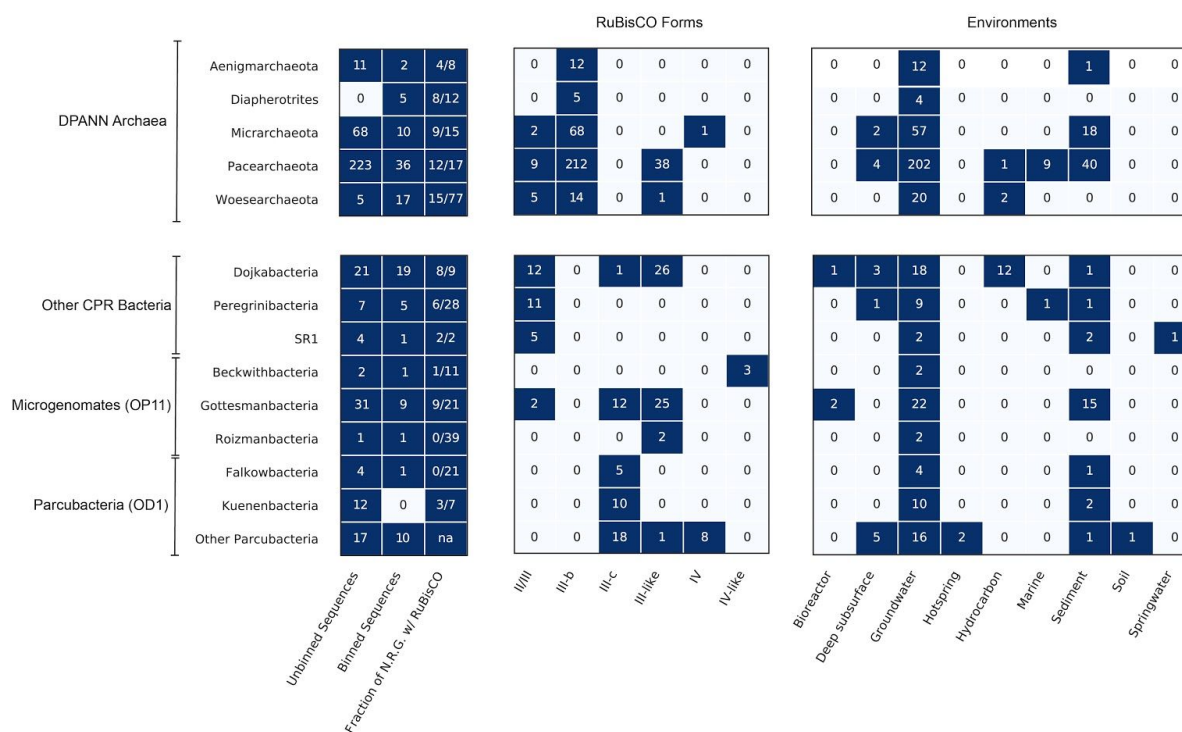 RuBisCO Forms Environments
DPANN Archaea
Aenigmarchaeota 11 2 4/8 0 12 0 0 0 0 0 0 12 0 0 0 1 0 0
Diapherotrites 0 5 8/12 0 5 0 0 0 0 0 0 4 0 0 0 0 0 0
Micrarchaeota 68 10 9/15 2 68 0 0 1 0 0 2 57 0 0 0 18 0 0
Pacearchaeota 223 36 12/17 9 212 0 38 0 0 0 4 202 0 1 9 40 0 0
Woesearchaeota 5 17 15/77 5 14 0 1 0 0 0 0 20 0 2 0 0 0 0
Other CPR Bacteria
Dojkabacteria 21 19 8/9 12 0 1 26 0 0 1 3 18 0 12 0 1 0 0
Peregrinibacteria 7 5 6/28 11 0 0 0 0 0 0 1 9 0 0 1 1 0 0
SR1 4 1 2/2 5 0 0 0 0 0 0 0 2 0 0 0 2 0 1
Microgenomates (OP11)
Beckwithbacteria 2 1 1/11 0 0 0 0 0 3 0 0 2 0 0 0 0 0 0
Gottesmanbacteria 31 9 9/21 2 0 12 25 0 0 2 0 22 0 0 0 15 0 0
Roizmanbacteria 1 1 0/39 0 0 0 2 0 0 0 0 2 0 0 0 0 0 0
Parcubacteria (OD1)
Falkowbacteria 4 1 0/21 0 0 5 0 0 0 0 0 4 0 0 0 1 0 0
Kuenenbacteria 12 0 3/7 0 0 10 0 0 0 0 0 10 0 0 0 2 0 0
Other Parcubacteria 17 10 na 0 0 18 1 8 0 0 5 16 2 0 0 1 1 0
Unbinned Sequences
Binned Sequences
Fraction of N.R.G. w/ RuBisCO
II/III
III-b
III-c
III-like
IV
IV-like
Bioreactor
Deep subsurface
Groundwater
Hotspring
Hydrocarbon
Marine
Sediment
Soil
Springwater